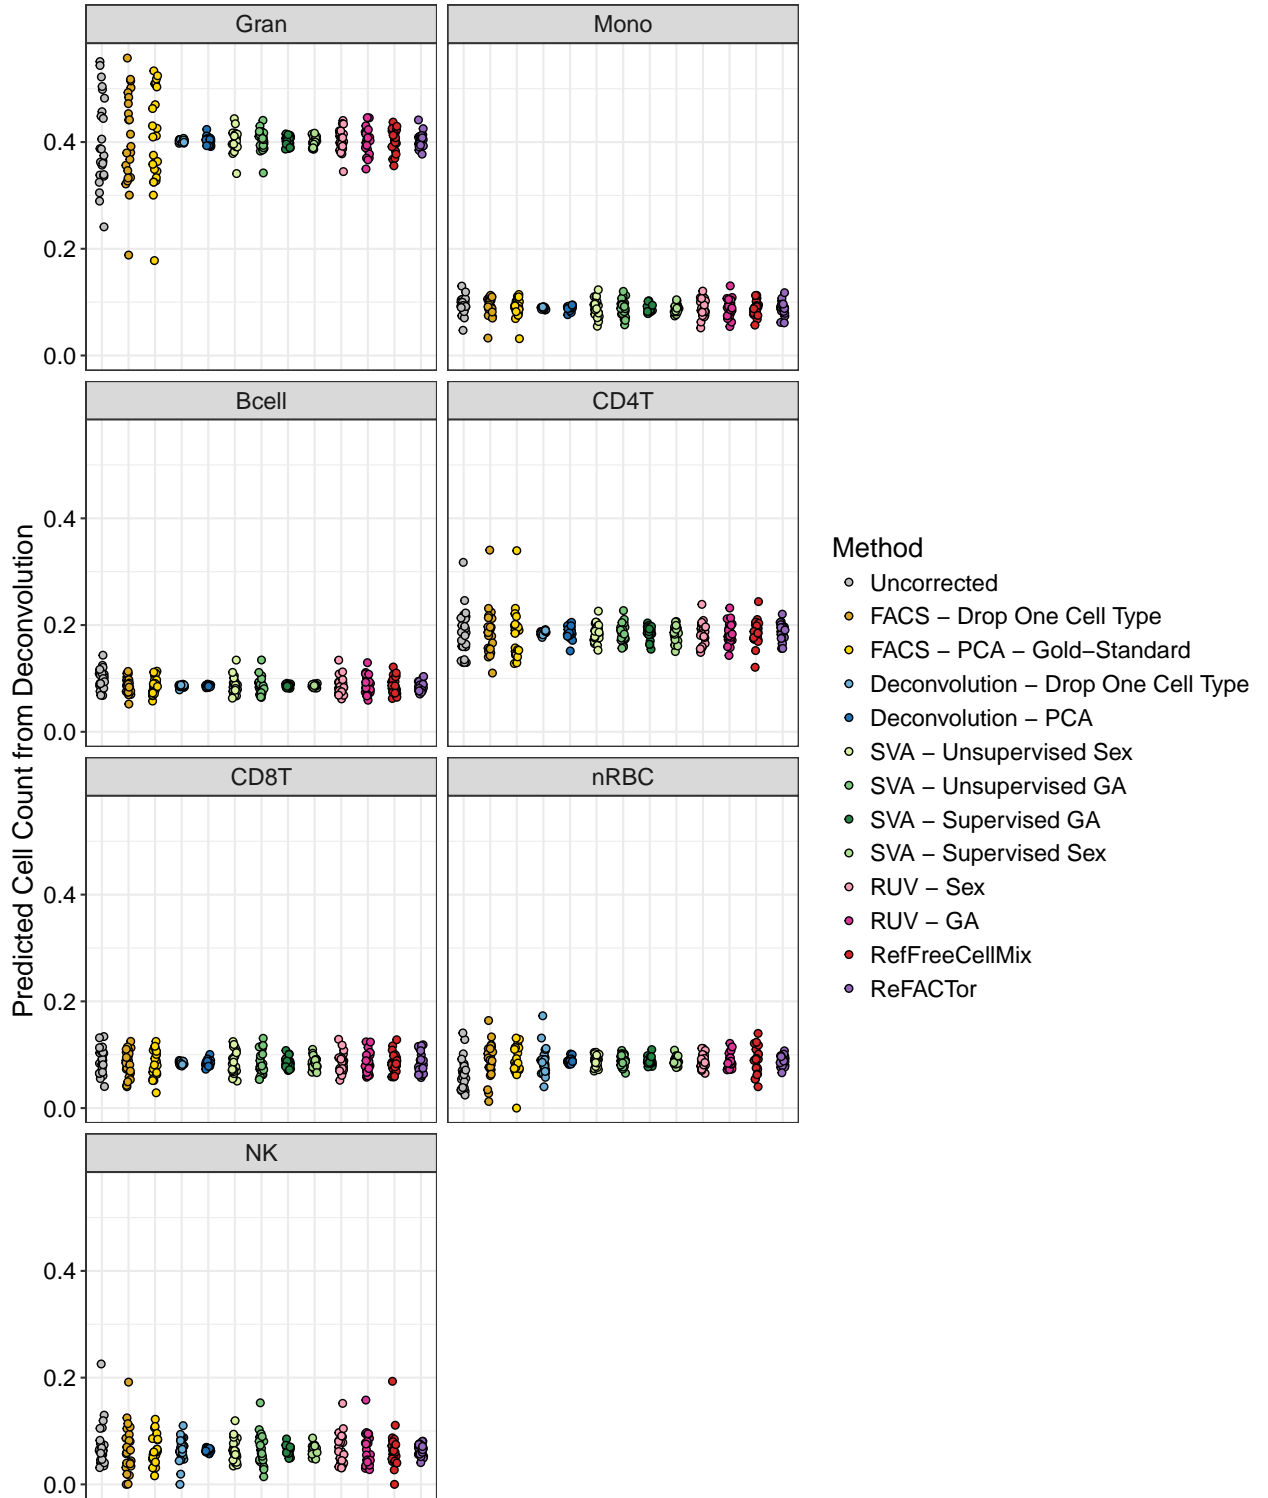 Gran
Mono
0.4
0.2
0.0
Bcell
CD4T
0.4
0.2
0.0
CD8T
nRBC
0.4
0.2
0.0
NK
0.4
0.2
0.0
Predicted Cell Count from Deconvolution
Method
Uncorrected
FACS − Drop One Cell Type
FACS − PCA − Gold−Standard
Deconvolution − Drop One Cell Type
Deconvolution − PCA
SVA − Unsupervised Sex
SVA − Unsupervised GA
SVA − Supervised GA
SVA − Supervised Sex
RUV − Sex
RUV − GA
RefFreeCellMix
ReFACTor